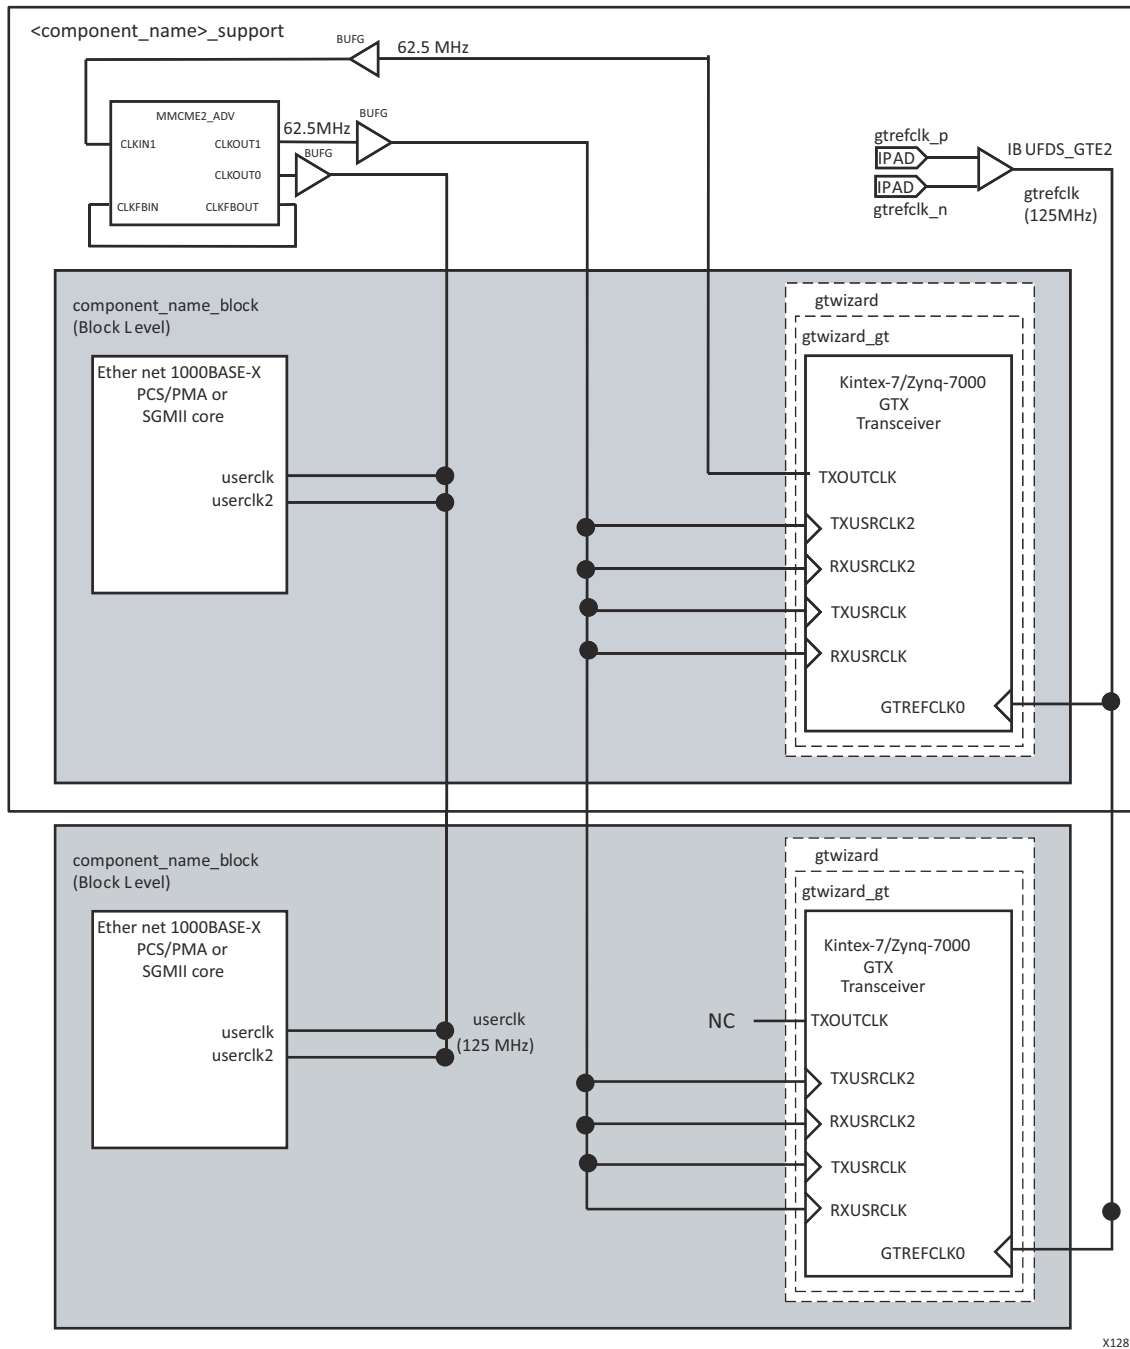 <component_name>_support
BUFG
62.5 MHz
MMCME2_ADV
CLKIN1
CLKOUT1
CLKOUT0
CLKFBIN
CLKFBOUT
62.5MHz
BUFG
BUFG
gtrefclk_p
IPAD
IPAD
gtrefclk_n
IBUFDS_GTE2
gtrefclk
(125MHz)
component_name_block
(Block Level)
Ether net 1000BASE-X
PCS/PMA or
SGMII core
userclk
userclk2
gtwizard
gtwizard_gt
Kintex-7/Zynq-7000
GTX
Transceiver
TXOUTCLK
TXUSRCLK2
RXUSRCLK2
TXUSRCLK
RXUSRCLK
GTREFCLK0
component_name_block
(Block Level)
Ether net 1000BASE-X
PCS/PMA or
SGMII core
userclk
userclk2
userclk
(125 MHz)
gtwizard
gtwizard_gt
Kintex-7/Zynq-7000
GTX
Transceiver
NC
TXOUTCLK
TXUSRCLK2
RXUSRCLK2
TXUSRCLK
RXUSRCLK
GTREFCLK0
X128